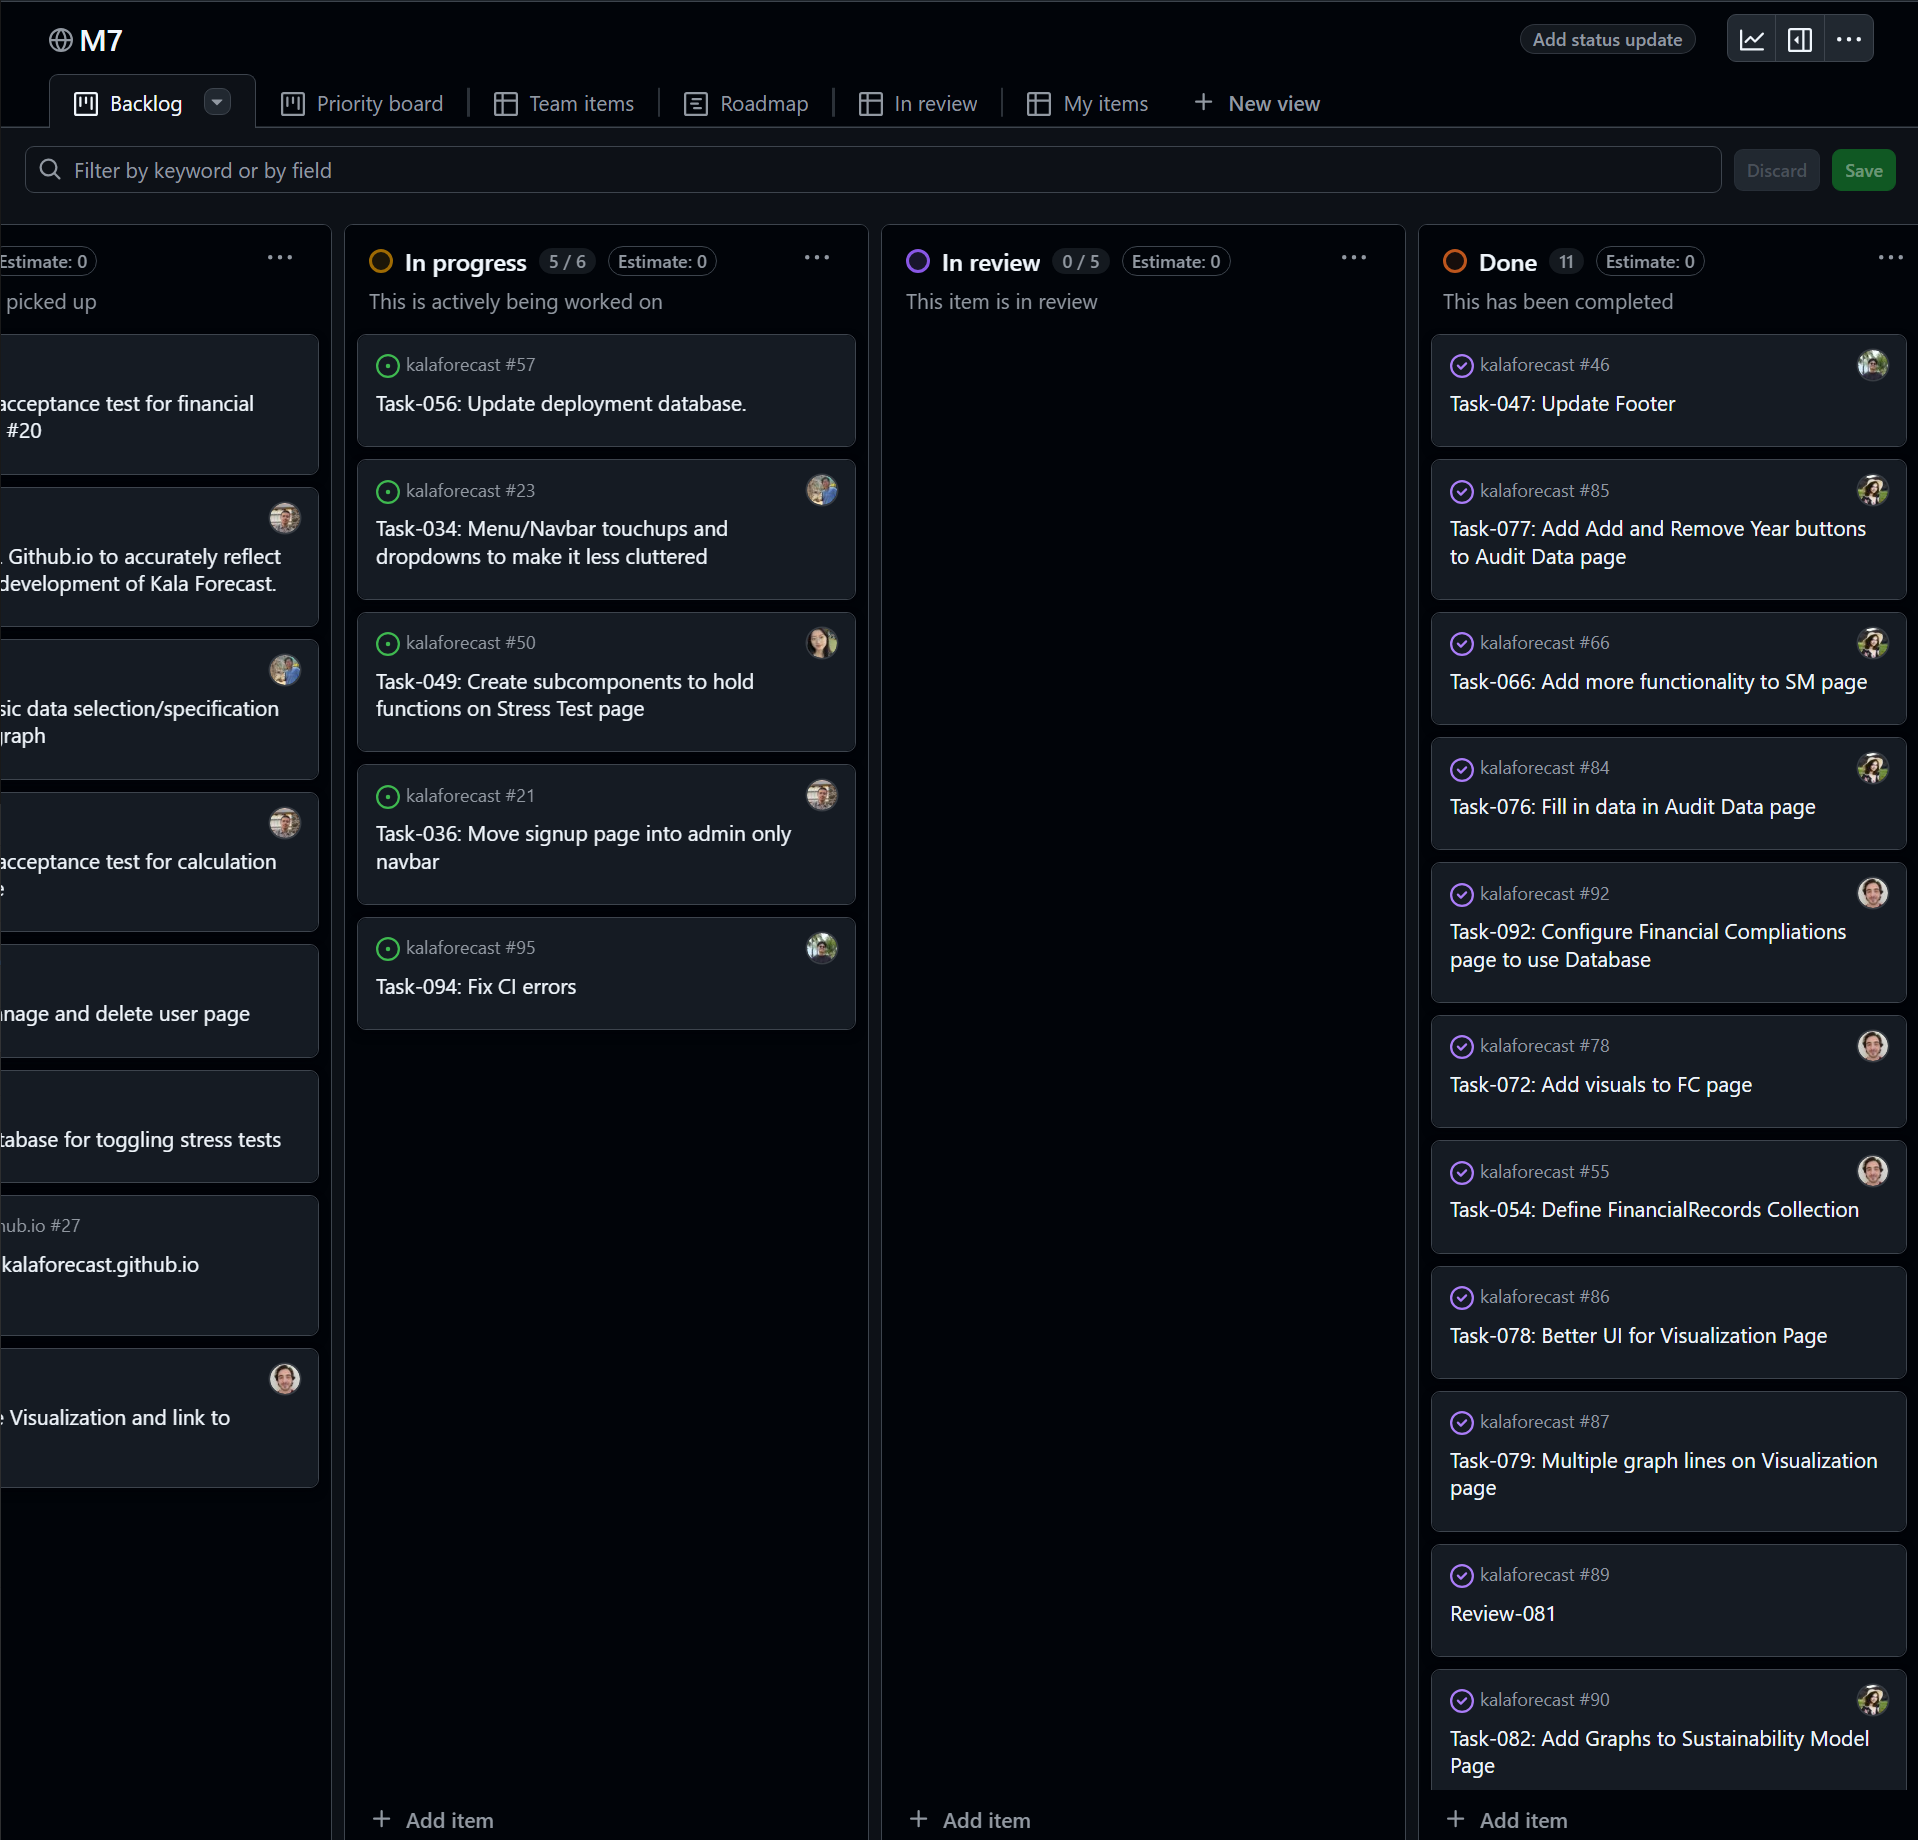 M7
Add status update
Backlog
Priority board
Team items
Roadmap
In review
My items
New view
Filter by keyword or by field
Discard
Save
Estimate: 0
picked up
acceptance test for financial
#20
Github.io to accurately reflect
development of Kala Forecast.
data selection/specification
acceptance test for calculation
and delete user page
for toggling stress tests
#27
kalaforecast.github.io
Visualization and link to
In progress
5 / 6
Estimate: 0
This is actively being worked on
kalaforecast #57
Task-056: Update deployment database.
kalaforecast #23
Task-034: Menu/Navbar touchups and
dropdowns to make it less cluttered
kalaforecast #50
Task-049: Create subcomponents to hold
functions on Stress Test page
kalaforecast #21
Task-036: Move signup page into admin only
navbar
kalaforecast #95
Task-094: Fix CI errors
Add item
In review
0 / 5
Estimate: 0
This item is in review
Add item
Done
11
Estimate: 0
This has been completed
kalaforecast #46
Task-047: Update Footer
kalaforecast #85
Task-077: Add Add and Remove Year buttons
to Audit Data page
kalaforecast #66
Task-066: Add more functionality to SM page
kalaforecast #84
Task-076: Fill in data in Audit Data page
kalaforecast #92
Task-092: Configure Financial Compliations
page to use Database
kalaforecast #78
Task-072: Add visuals to FC page
kalaforecast #55
Task-054: Define FinancialRecords Collection
kalaforecast #86
Task-078: Better UI for Visualization Page
kalaforecast #87
Task-079: Multiple graph lines on Visualization
page
kalaforecast #89
Review-081
kalaforecast #90
Task-082: Add Graphs to Sustainability Model
Page
Add item